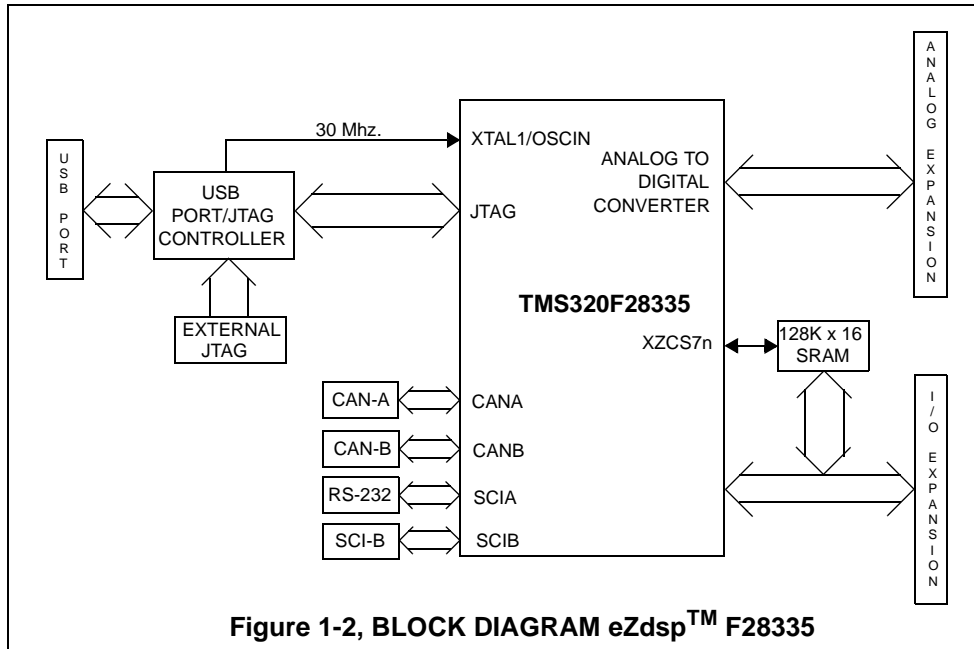 30 Mhz.
USB PORT
USB
PORT/JTAG
CONTROLLER
EXTERNAL
JTAG
XTAL1/OSCIN
JTAG
ANALOG TO
DIGITAL
CONVERTER
TMS320F28335
XZCS7n
128K x 16
SRAM
CAN-A
CANA
CAN-B
CANB
RS-232
SCIA
SCI-B
SCIB
ANALOG EXPANSION
I/O EXPANSION
Figure 1-2, BLOCK DIAGRAM eZdsp™ F28335